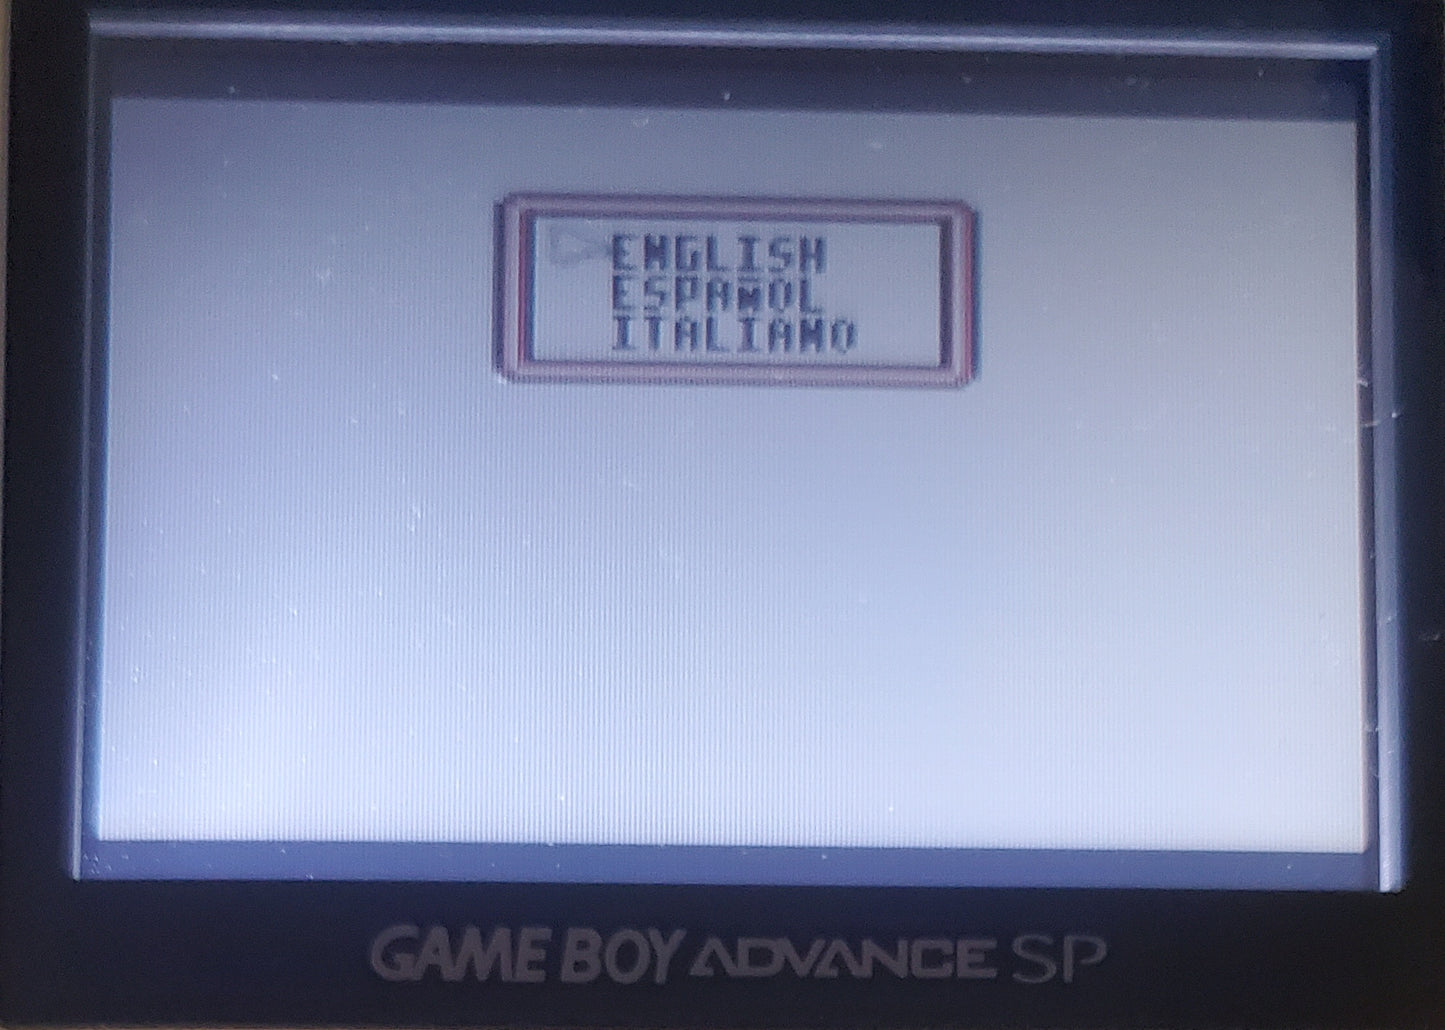 ENGLISH
ESPAÑOL
ITALIANO
GAME BOY ADVANCE SP